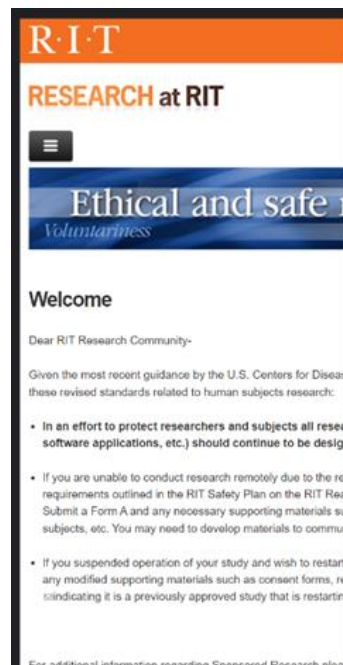 R·I·T
RESEARCH at RIT
Ethical and safe
Voluntariness
Welcome
Dear RIT Research Community-
Given the most recent guidance by the U.S. Centers for Diseas
these revised standards related to human subjects research:
• In an effort to protect researchers and subjects all resea
software applications, etc.) should continue to be desig
• If you are unable to conduct research remotely due to the re
requirements outlined in the RIT Safety Plan on the RIT Rea
Submit a Form A and any necessary supporting materials su
subjects, etc. You may need to develop materials to commu
• If you suspended operation of your study and wish to restart
any modified supporting materials such as consent forms, re
indicating it is a previously approved study that is restartin
For additional information regarding Sponsored Research plea